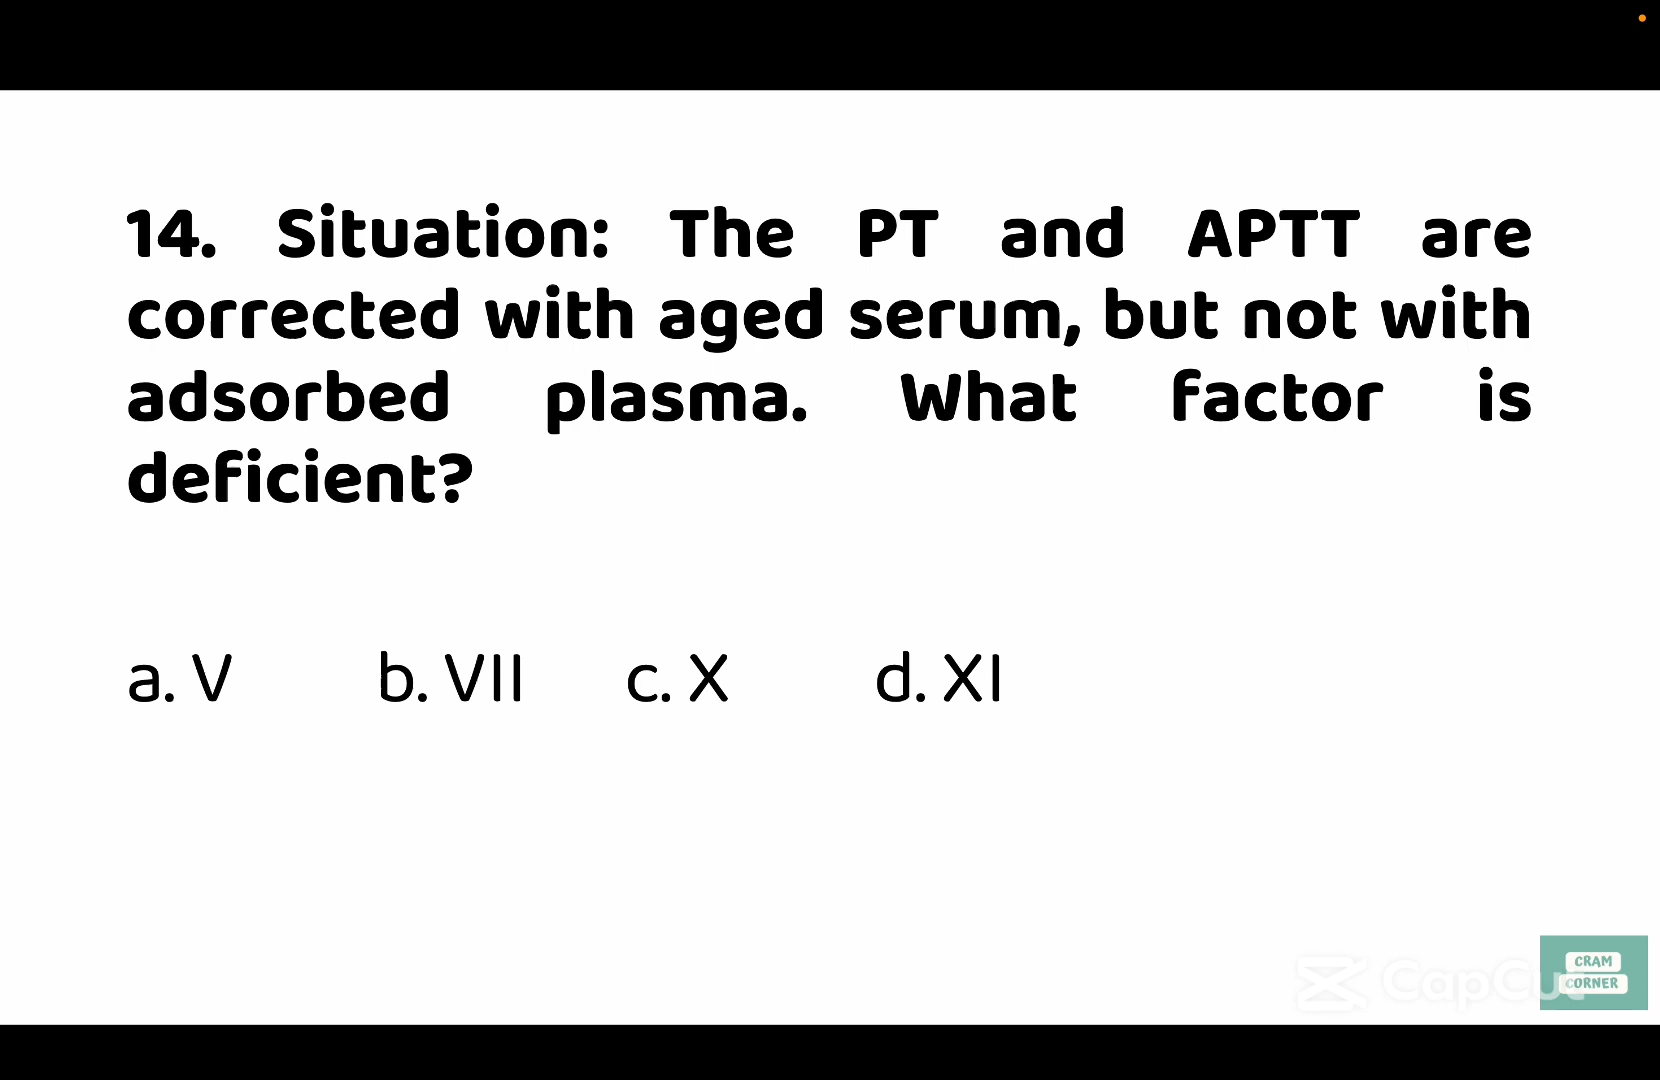 14. Situation: The PT and APTT are
corrected with aged serum, but not with
adsorbed plasma. What factor is
deficient?
a. V b. VII c. X d. XI
CapCut
CRAM
CORNER